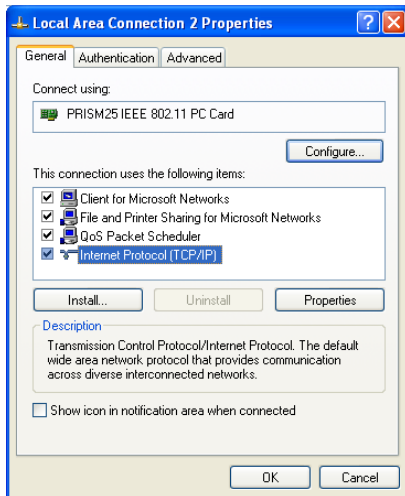 Local Area Connection 2 Properties
General Authentication Advanced
Connect using:
PRISM25 IEEE 802.11 PC Card
Configure...
This connection uses the following items:
Client for Microsoft Networks
File and Printer Sharing for Microsoft Networks
QoS Packet Scheduler
Internet Protocol (TCP/IP)
Install... Uninstall Properties
Description
Transmission Control Protocol/Internet Protocol. The default
wide area network protocol that provides communication
across diverse interconnected networks.
Show icon in notification area when connected
OK Cancel